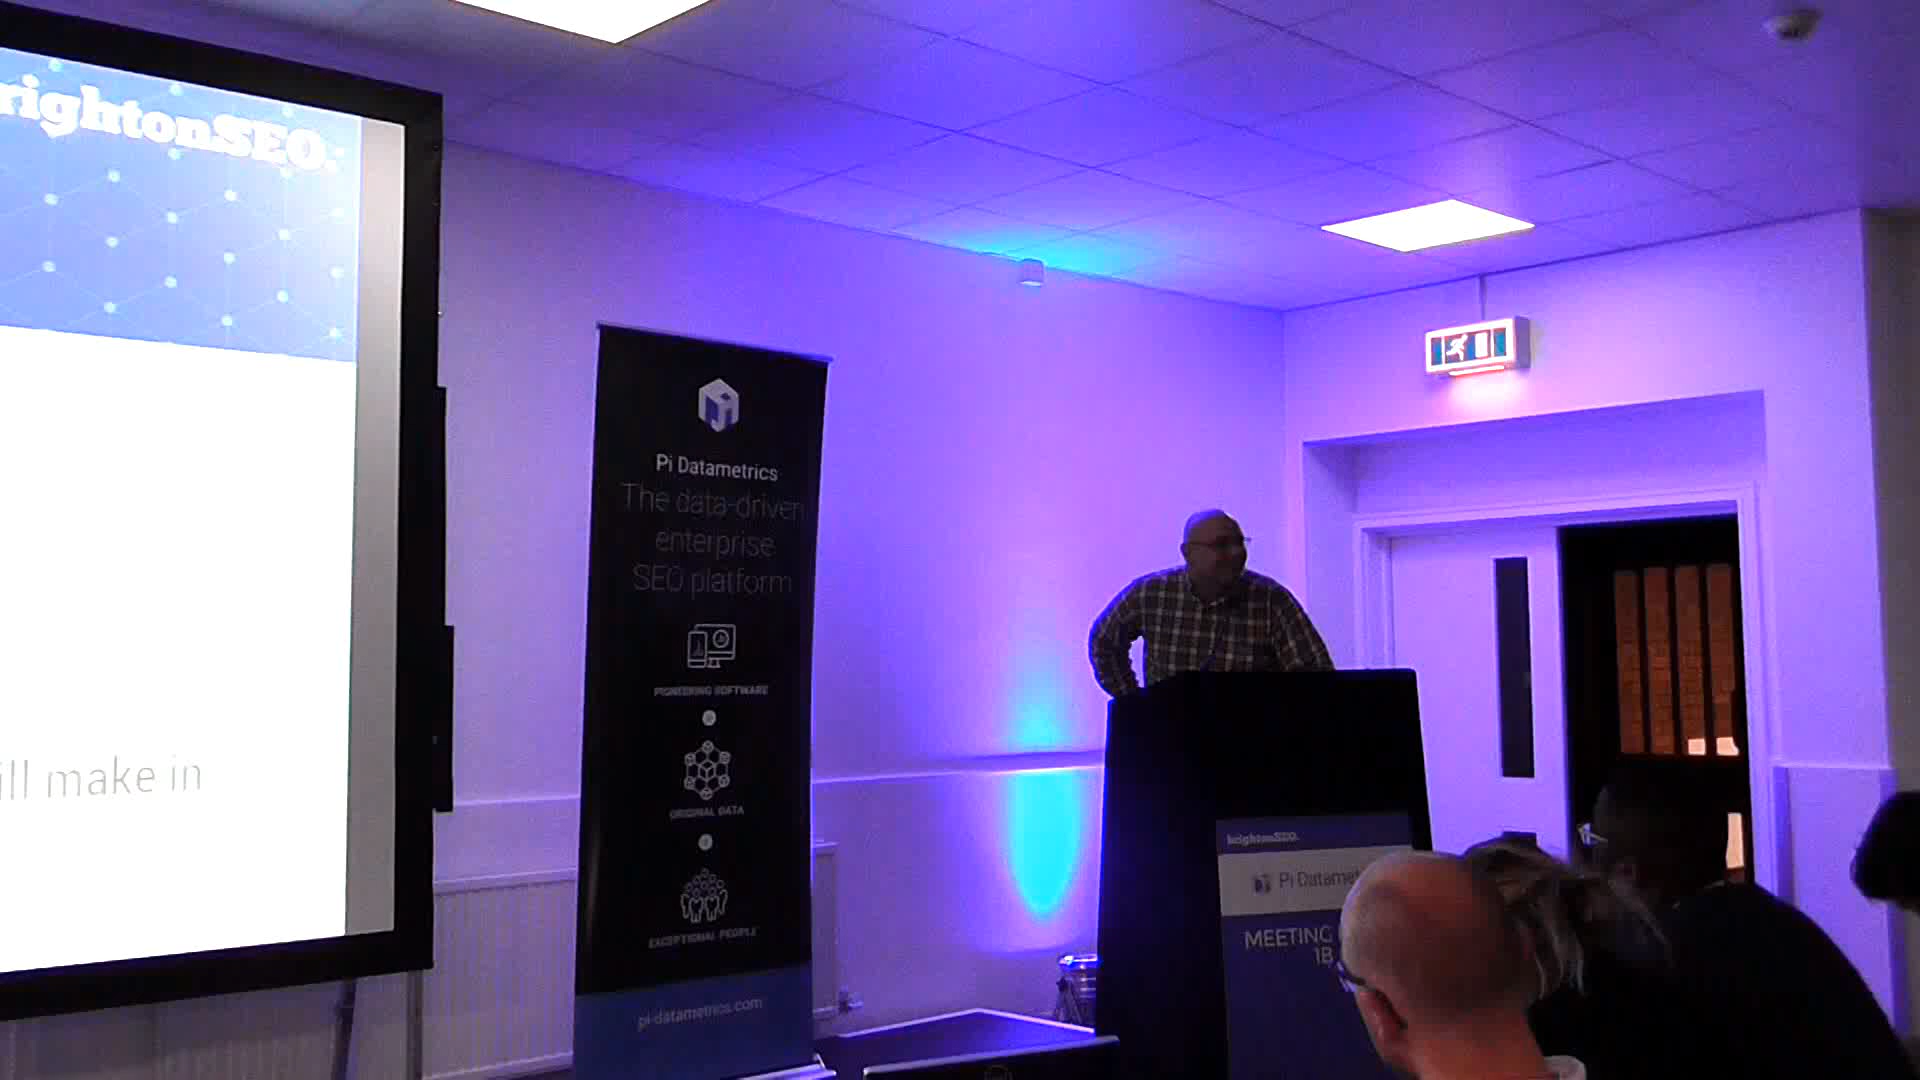 rightonSEO.
ill make in
Pi Datametrics
The data-driven
enterprise
SEO platform
PIONEERING SOFTWARE
ORIGINAL DATA
EXCEPTIONAL PEOPLE
pi-datametrics.com
brightonSEO.
Pi Datamet
MEETING
1B